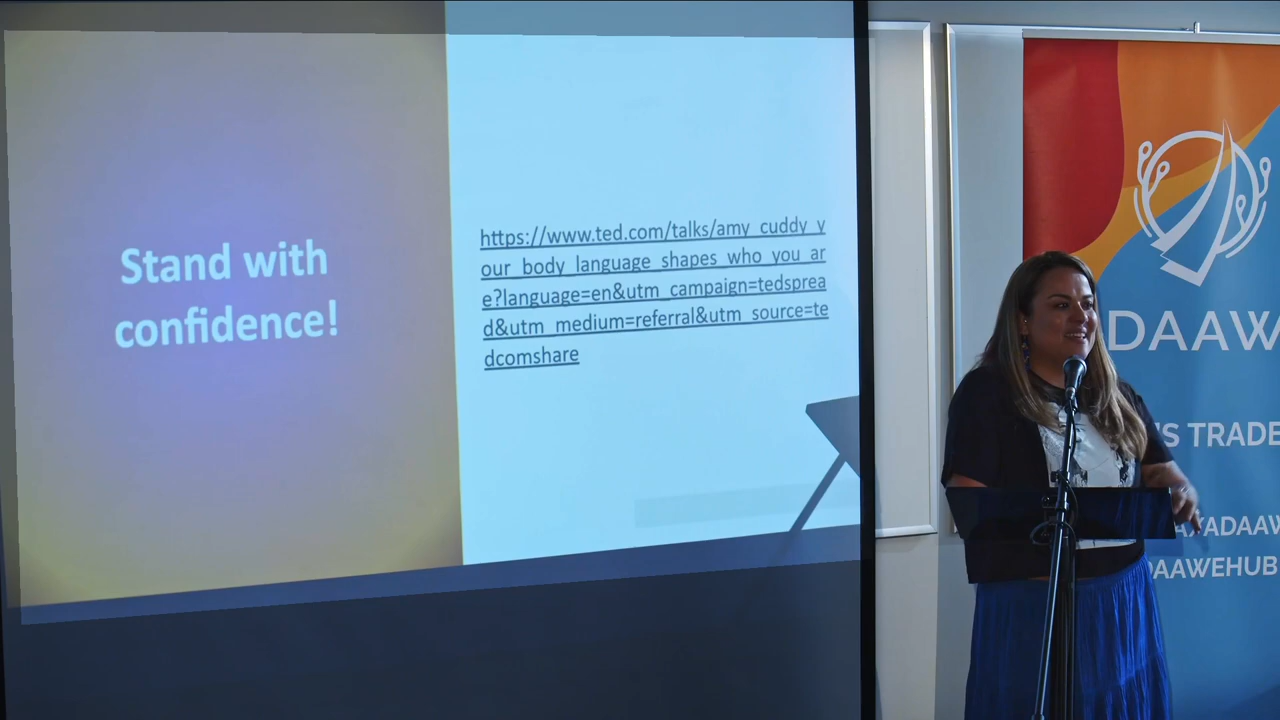 Stand with
confidence!
https://www.ted.com/talks/amy_cuddy_y
our_body_language_shapes_who_you_ar
e?language=en&utm_campaign=tedsprea
d&utm_medium=referral&utm_source=te
dcomshare
ADAAW
'S TRADE
DAAWEHUB